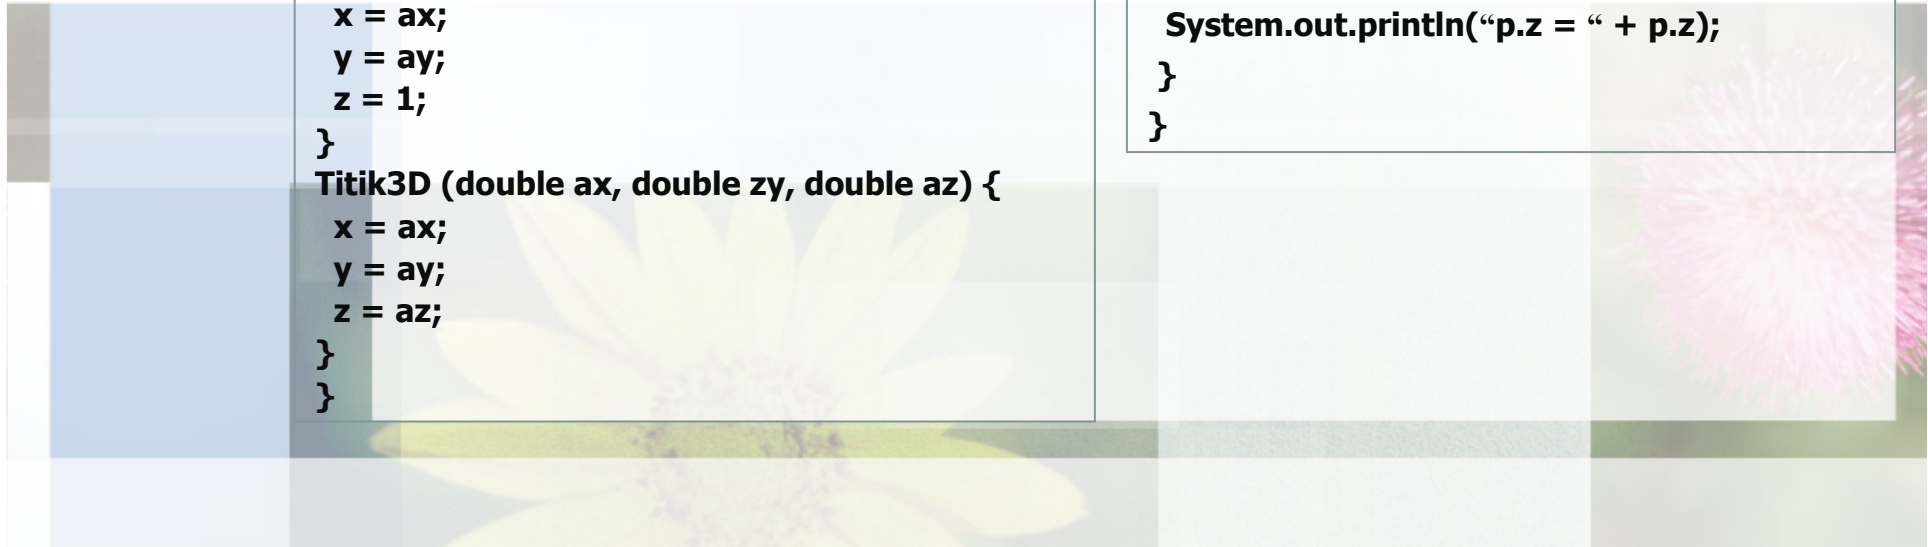 x = ax;
y = ay;
z = 1;
}
Titik3D (double ax, double zy, double az) {
x = ax;
y = ay;
z = az;
}
}
System.out.println(“p.z = “ + p.z);
}
}